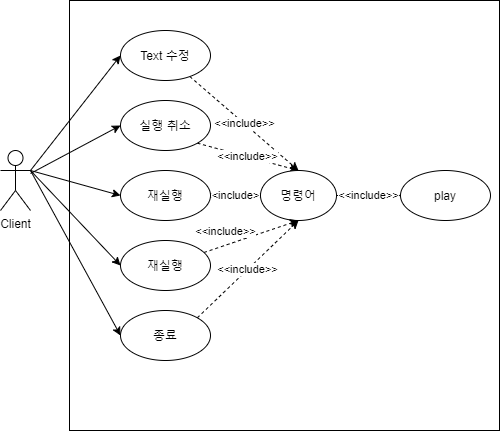 Text 수정
<<include>>
실행 취소
<<include>>
Client
재실행
<include>
명령어
<<include>>
play
<<include>>
재실행
<<include>>
종료